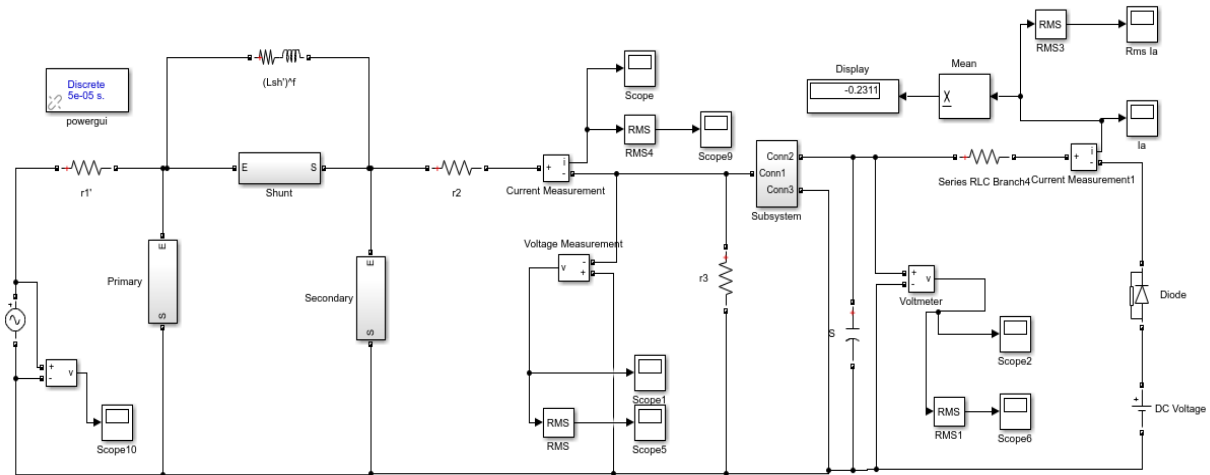 Discrete
5e-05 s.
powergui
(Lsh')^f
r1'
E
S
Shunt
r2
+
i
-
Current Measurement
Scope
RMS
RMS4
Scope9
Display
-0.2311
Mean
X
RMS
RMS3
Rms Ia
Ia
Conn2
Conn1
Conn3
Subsystem
Series RLC Branch4
+
i
-
Current Measurement1
E
Primary
S
E
Secondary
S
Voltage Measurement
v
-
+
r3
+
-
Voltmeter
v
Diode
S
+
+
-
v
Scope10
Scope1
RMS
RMS
Scope5
Scope2
RMS
RMS1
Scope6
+
DC Voltage